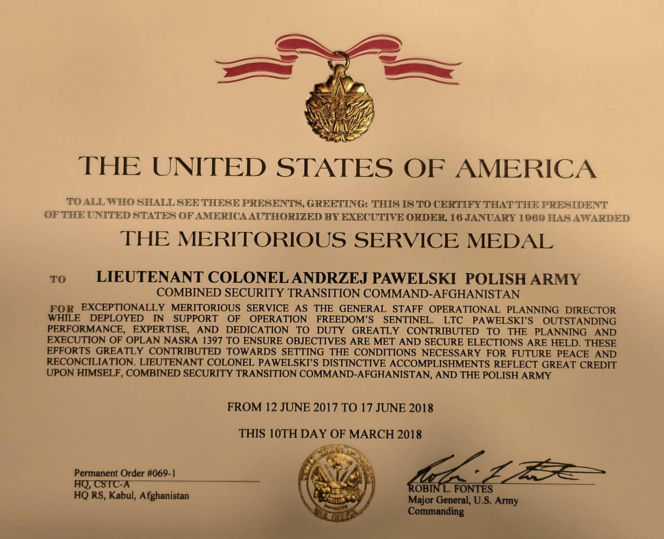 THE UNITED STATES OF AMERICA
TO ALL WHO SHALL SEE THESE PRESENTS, GREETING: THIS IS TO CERTIFY THAT THE PRESIDENT
OF THE UNITED STATES OF AMERICA AUTHORIZED BY EXECUTIVE ORDER, 16 JANUARY 1969 HAS AWARDED
THE MERITORIOUS SERVICE MEDAL
TO LIEUTENANT COLONEL ANDRZEJ PAWELSKI POLISH ARMY
COMBINED SECURITY TRANSITION COMMAND-AFGHANISTAN
FOR EXCEPTIONALLY MERITORIOUS SERVICE AS THE GENERAL STAFF OPERATIONAL PLANNING DIRECTOR
WHILE DEPLOYED IN SUPPORT OF OPERATION FREEDOM'S SENTINEL. LTC PAWELSKI'S OUTSTANDING
PERFORMANCE, EXPERTISE, AND DEDICATION TO DUTY GREATLY CONTRIBUTED TO THE PLANNING AND
EXECUTION OF OPLAN NASRA 1397 TO ENSURE OBJECTIVES ARE MET AND SECURE ELECTIONS ARE HELD. THESE
EFFORTS GREATLY CONTRIBUTED TOWARDS SETTING THE CONDITIONS NECESSARY FOR FUTURE PEACE AND
RECONCILIATION. LIEUTENANT COLONEL PAWELSKI'S DISTINCTIVE ACCOMPLISHMENTS REFLECT GREAT CREDIT
UPON HIMSELF, COMBINED SECURITY TRANSITION COMMAND-AFGHANISTAN, AND THE POLISH ARMY
FROM 12 JUNE 2017 TO 17 JUNE 2018
THIS 10TH DAY OF MARCH 2018
Permanent Order #069-1
HQ, CSTC-A
HQ RS, Kabul, Afghanistan
ROBIN L. FONTES
Major General, U.S. Army
Commanding